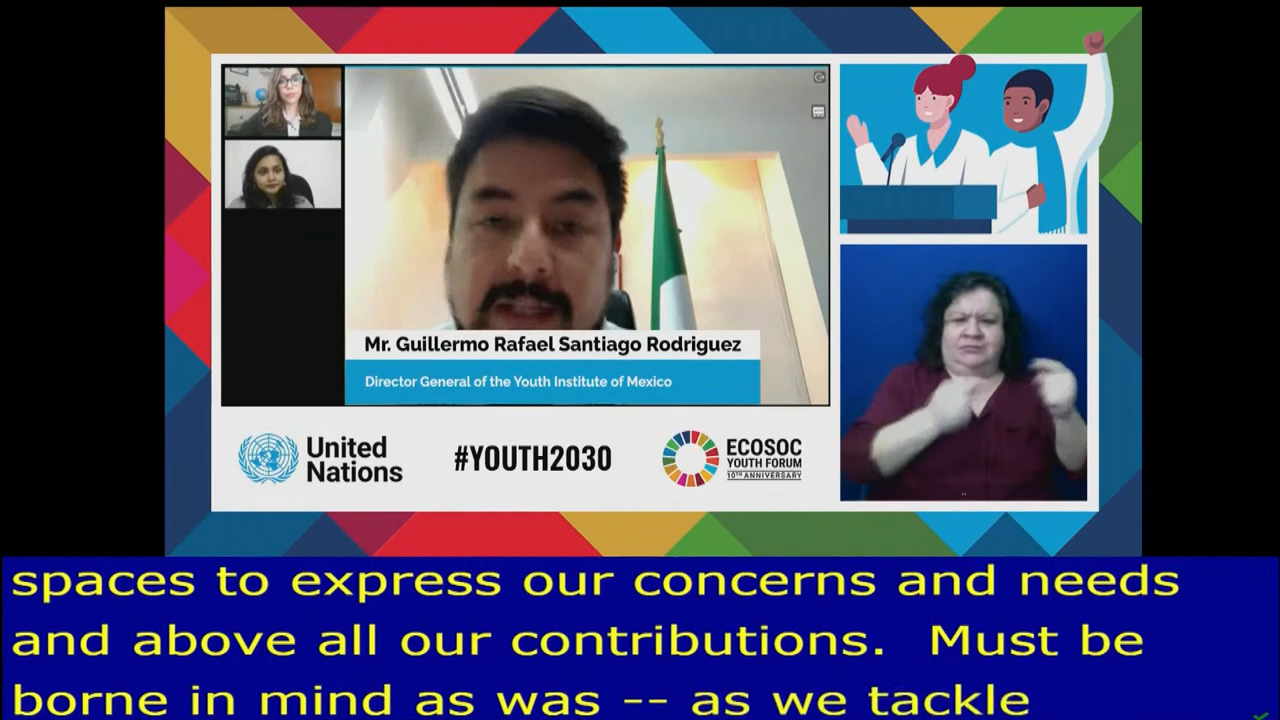 Mr. Guillermo Rafael Santiago Rodriguez
Director General of the Youth Institute of Mexico
United
Nations
#YOUTH2030
ECOSOC
YOUTH FORUM
10TH ANNIVERSARY
spaces to express our concerns and needs
and above all our contributions.  Must be
borne in mind as was -- as we tackle